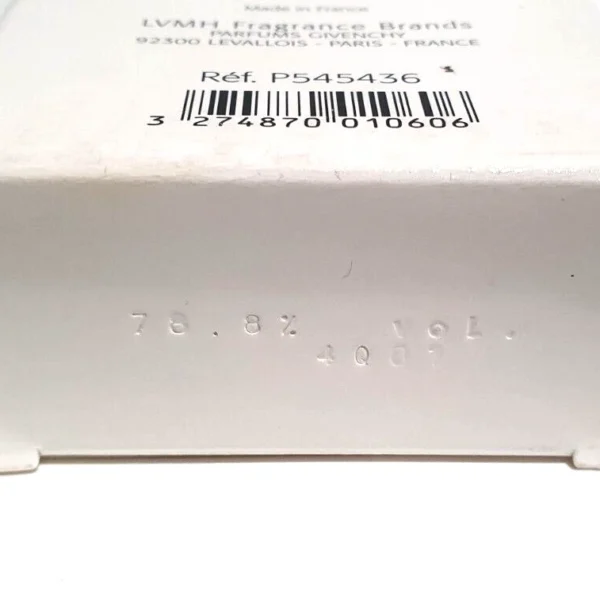 Made in France
LVMH Fragrance Brands
PARFUMS GIVENCHY
92300 LEVALLOIS - PARIS - FRANCE
Réf. P545436
3 274870 010606
78.8% VOL.
4Q01